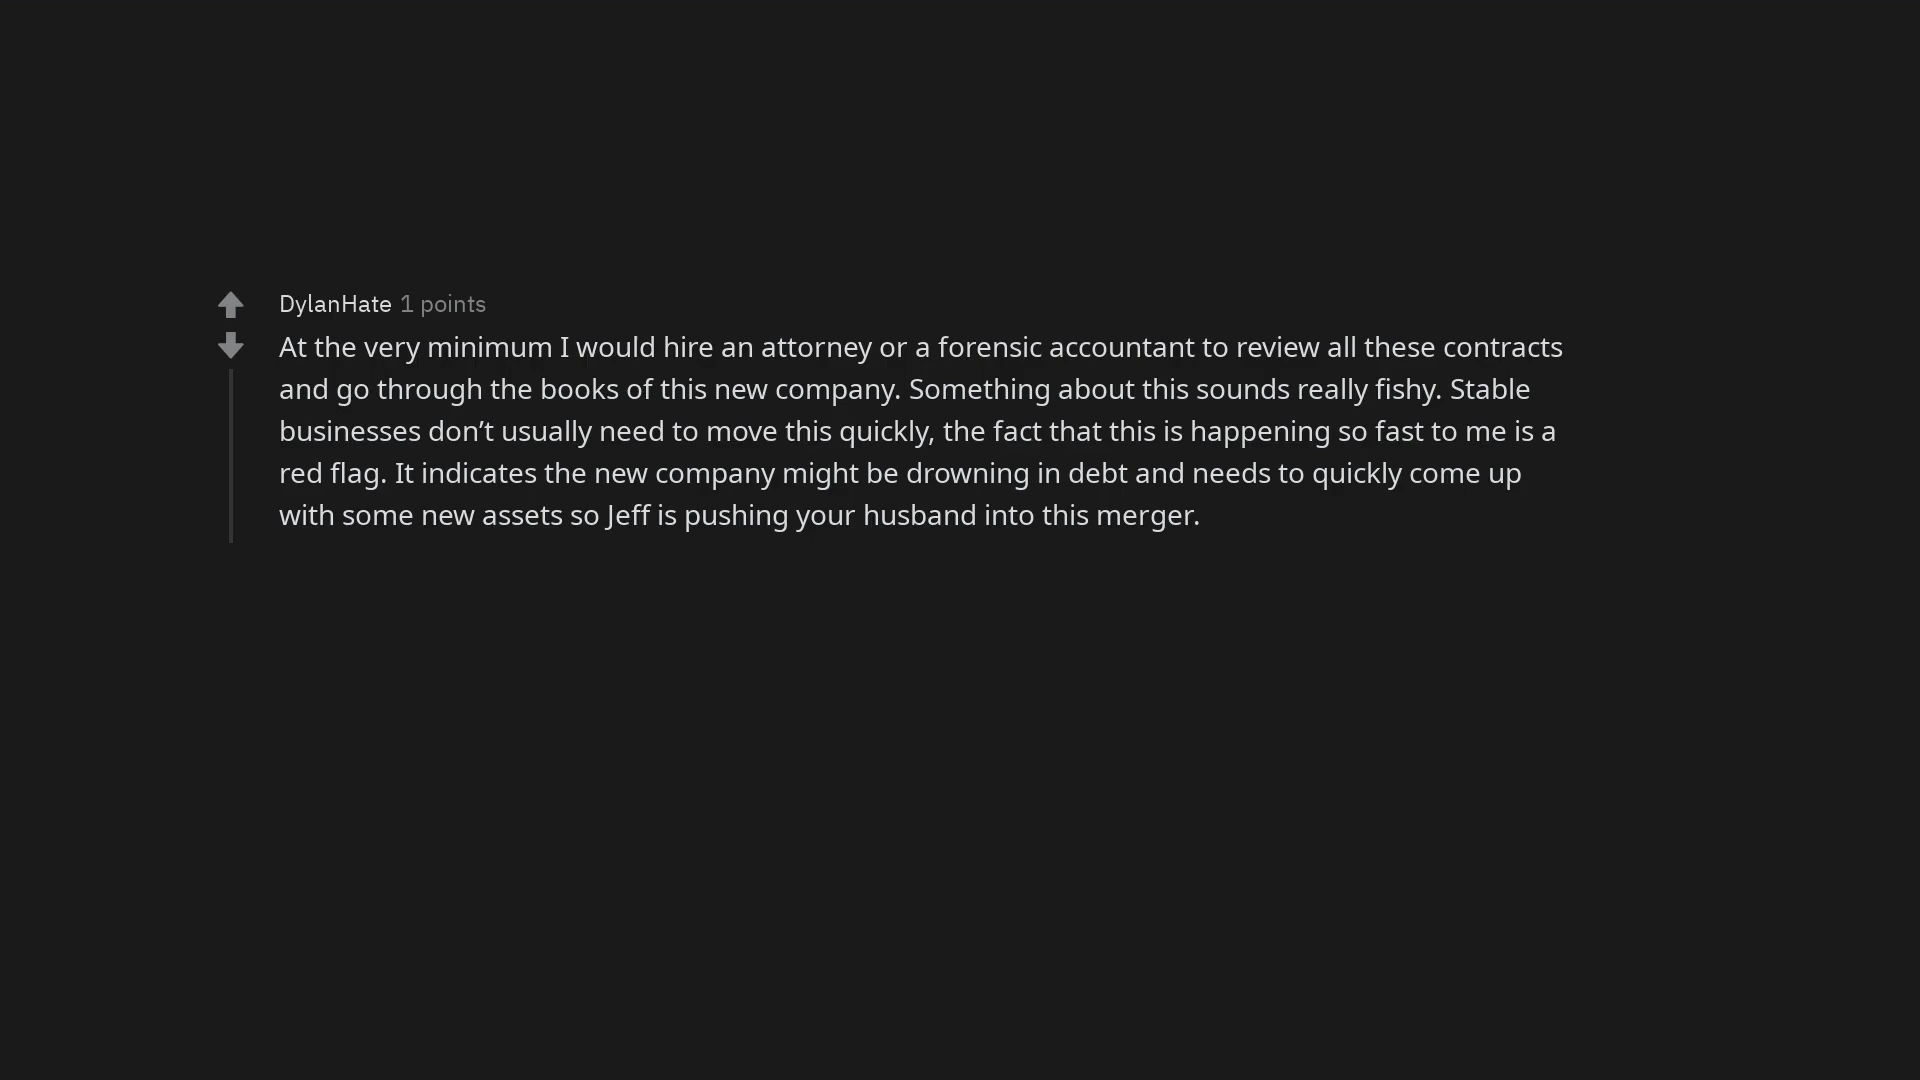 DylanHate 1 points
At the very minimum I would hire an attorney or a forensic accountant to review all these contracts
and go through the books of this new company. Something about this sounds really fishy. Stable
businesses don’t usually need to move this quickly, the fact that this is happening so fast to me is a
red flag. It indicates the new company might be drowning in debt and needs to quickly come up
with some new assets so Jeff is pushing your husband into this merger.